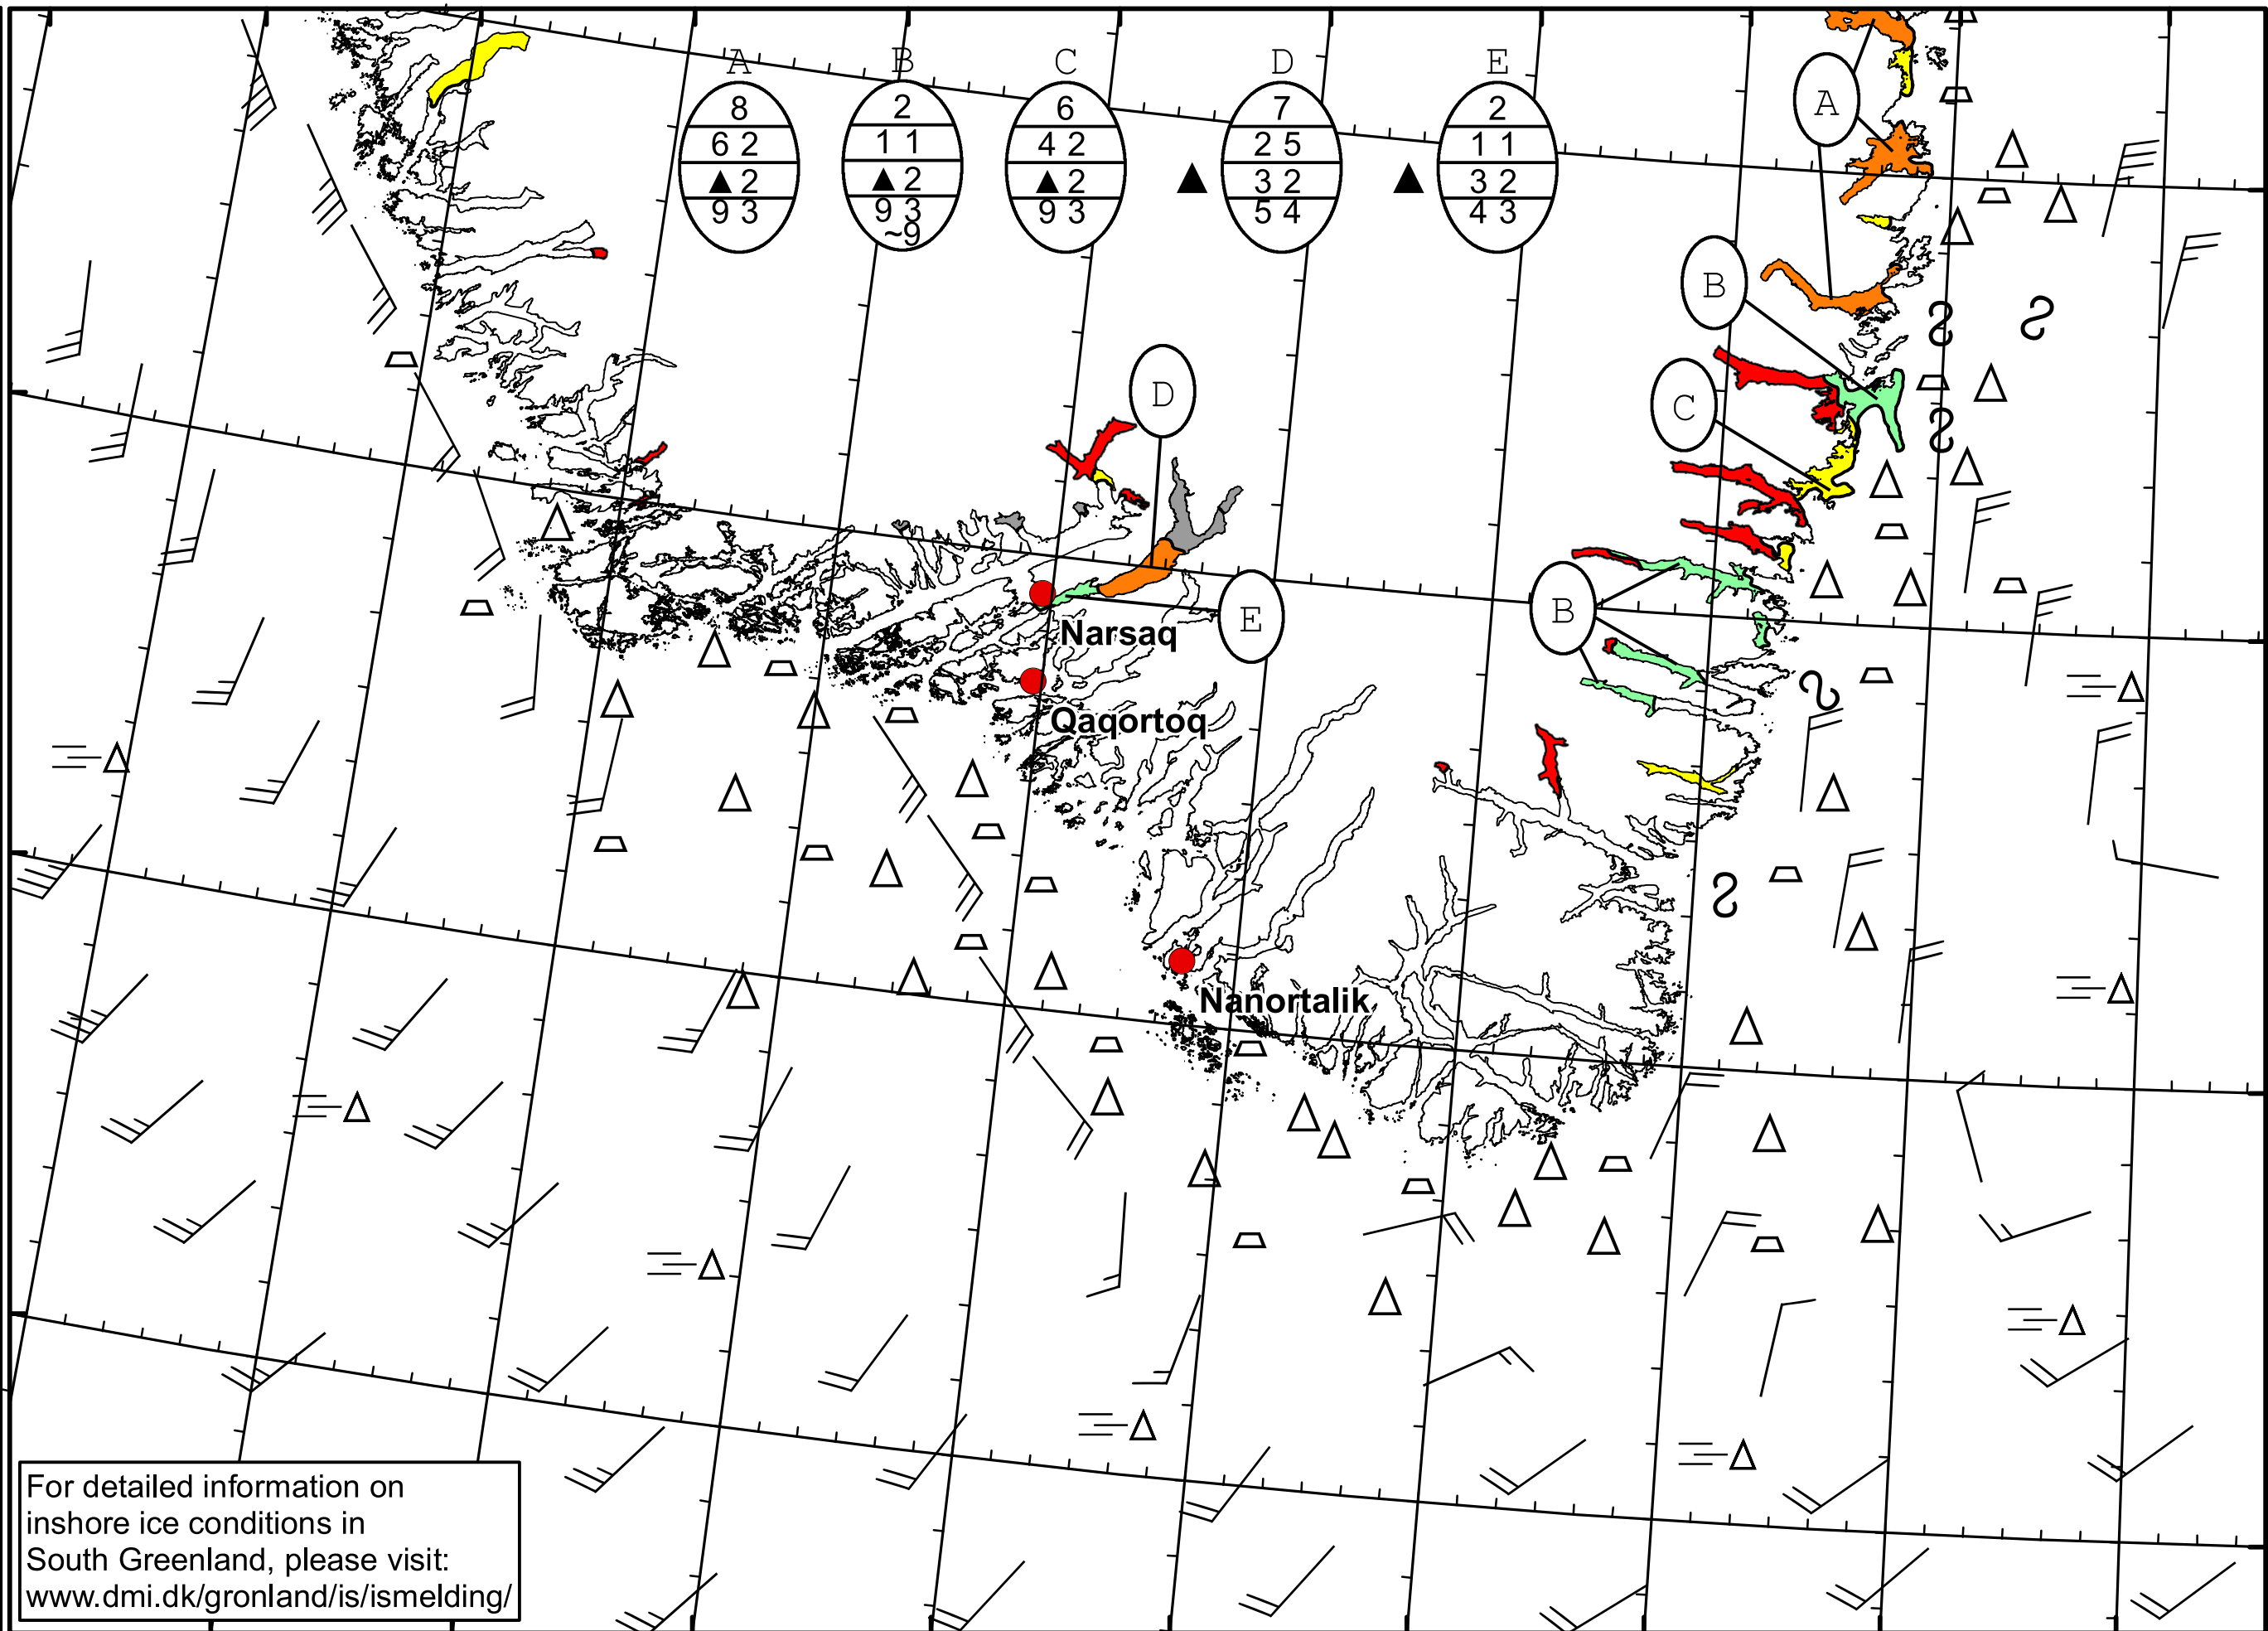 A B C D E
8 2 6 7 2
6 2 1 1 4 2 2 5 1 1
▲ 2 ▲ 2 ▲ 2 ▲ 3 2 ▲ 3 2
9 3 9 3 9 3 5 4 4 3
~9
A
B
C
D
B
E
Narsaq
Qaqortoq
Nanortalik
For detailed information on
inshore ice conditions in
South Greenland, please visit:
www.dmi.dk/gronland/is/ismelding/